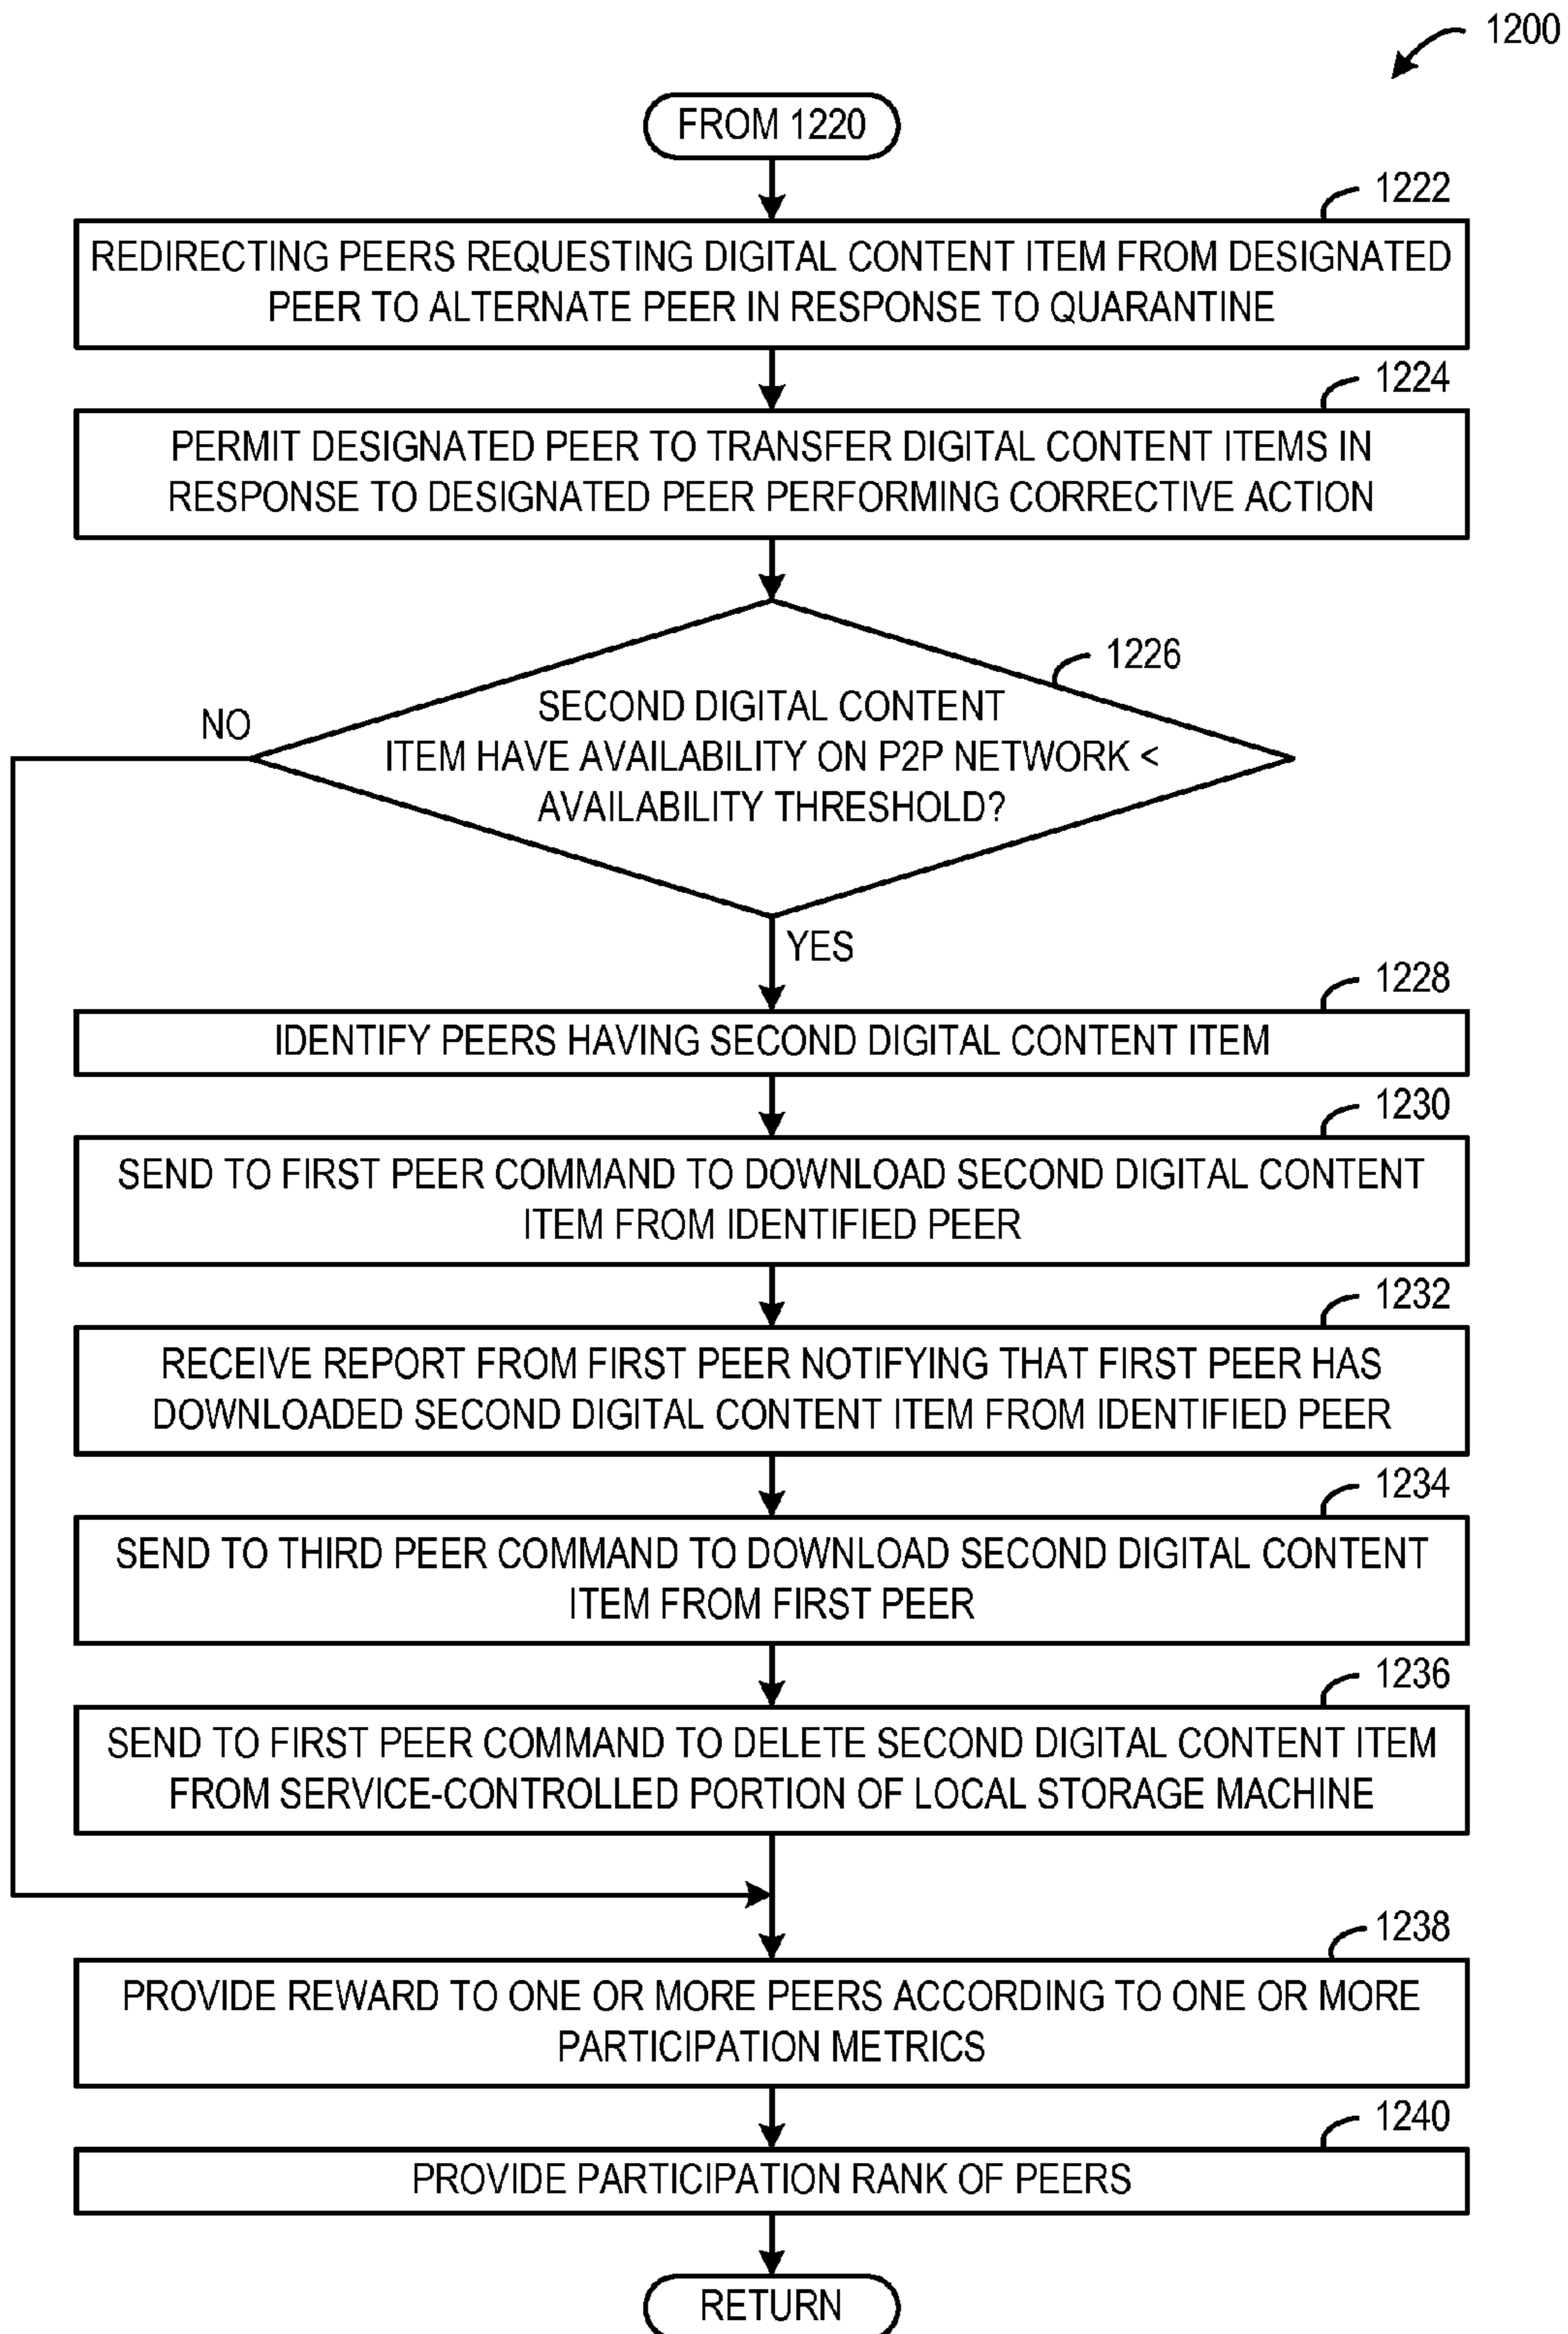 1200
FROM 1220
1222
REDIRECTING PEERS REQUESTING DIGITAL CONTENT ITEM FROM DESIGNATED
PEER TO ALTERNATE PEER IN RESPONSE TO QUARANTINE
1224
PERMIT DESIGNATED PEER TO TRANSFER DIGITAL CONTENT ITEMS IN
RESPONSE TO DESIGNATED PEER PERFORMING CORRECTIVE ACTION
1226
SECOND DIGITAL CONTENT
ITEM HAVE AVAILABILITY ON P2P NETWORK <
AVAILABILITY THRESHOLD?
NO
YES
1228
IDENTIFY PEERS HAVING SECOND DIGITAL CONTENT ITEM
1230
SEND TO FIRST PEER COMMAND TO DOWNLOAD SECOND DIGITAL CONTENT
ITEM FROM IDENTIFIED PEER
1232
RECEIVE REPORT FROM FIRST PEER NOTIFYING THAT FIRST PEER HAS
DOWNLOADED SECOND DIGITAL CONTENT ITEM FROM IDENTIFIED PEER
1234
SEND TO THIRD PEER COMMAND TO DOWNLOAD SECOND DIGITAL CONTENT
ITEM FROM FIRST PEER
1236
SEND TO FIRST PEER COMMAND TO DELETE SECOND DIGITAL CONTENT ITEM
FROM SERVICE-CONTROLLED PORTION OF LOCAL STORAGE MACHINE
1238
PROVIDE REWARD TO ONE OR MORE PEERS ACCORDING TO ONE OR MORE
PARTICIPATION METRICS
1240
PROVIDE PARTICIPATION RANK OF PEERS
RETURN